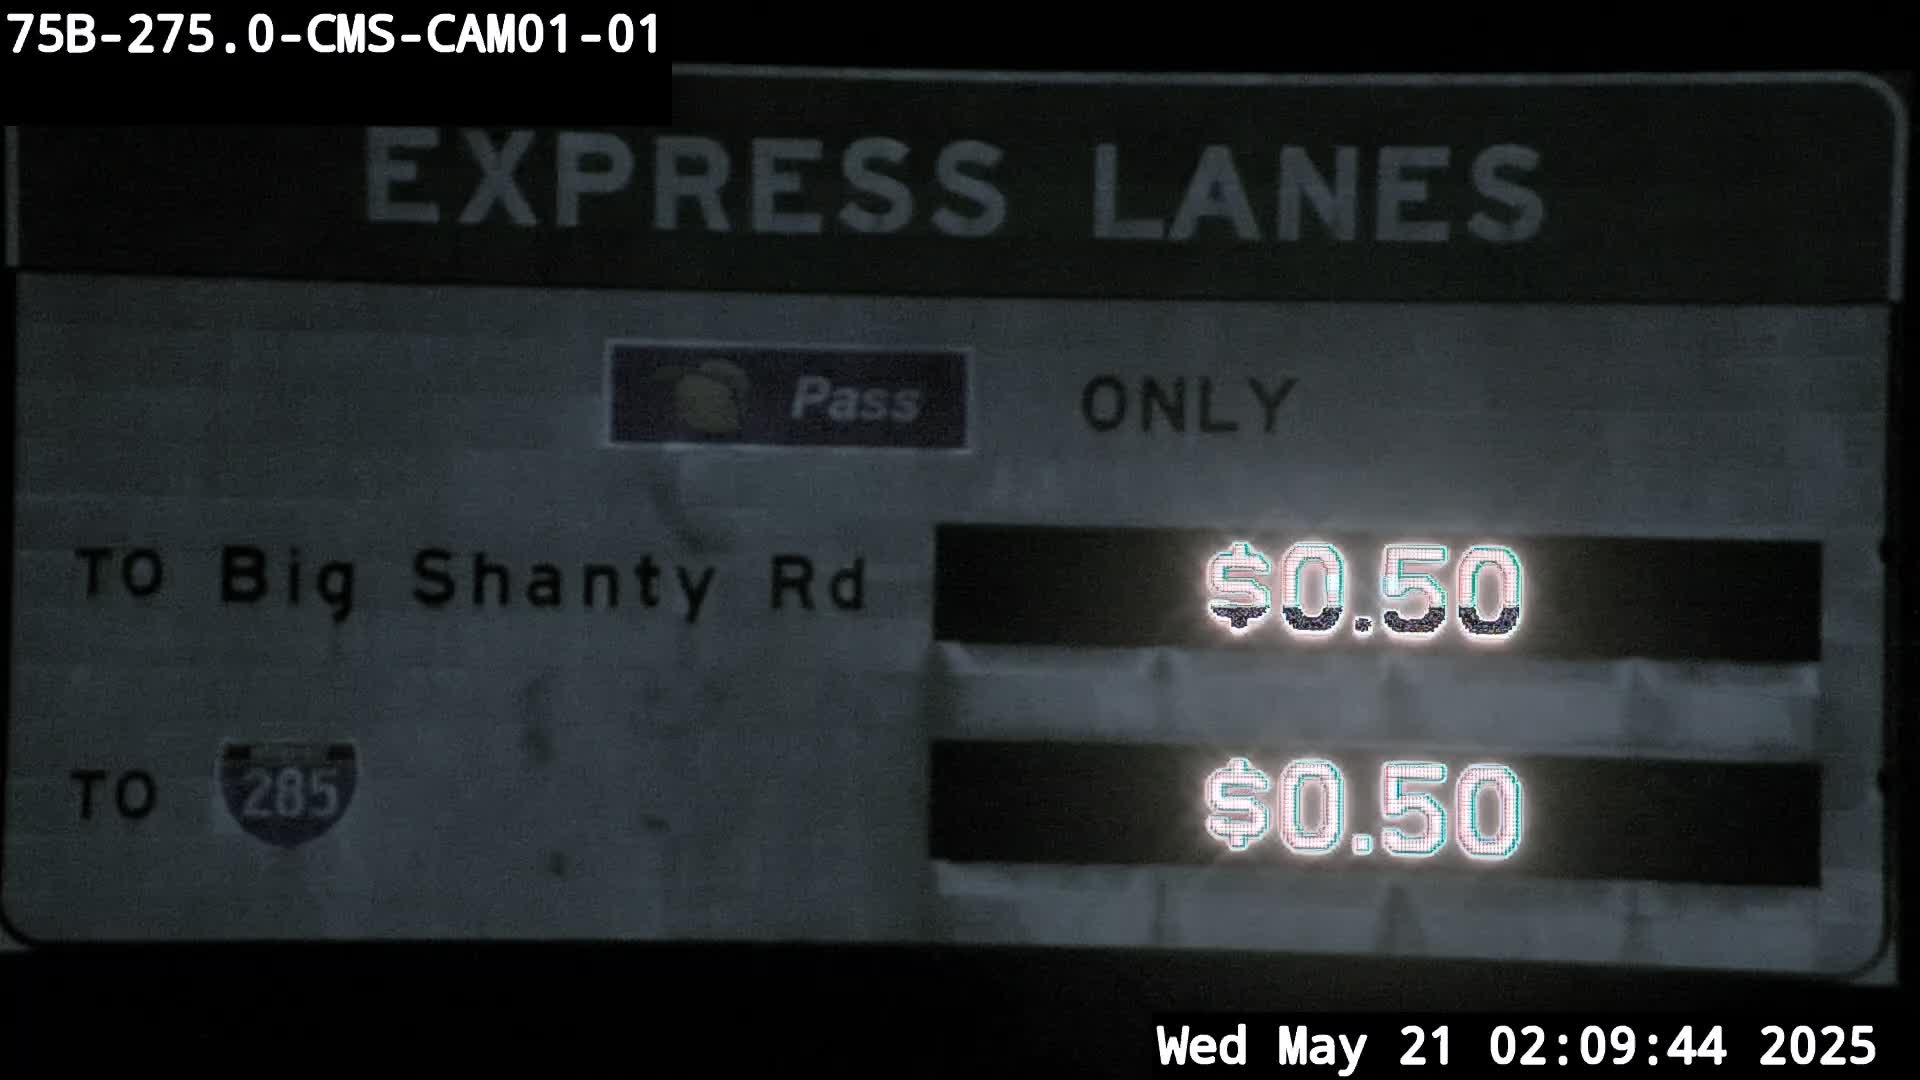 75B-275.0-CMS-CAM01-01
EXPRESS LANES
Pass ONLY
TO Big Shanty Rd $0.50
TO 285 $0.50
Wed May 21 02:09:44 2025